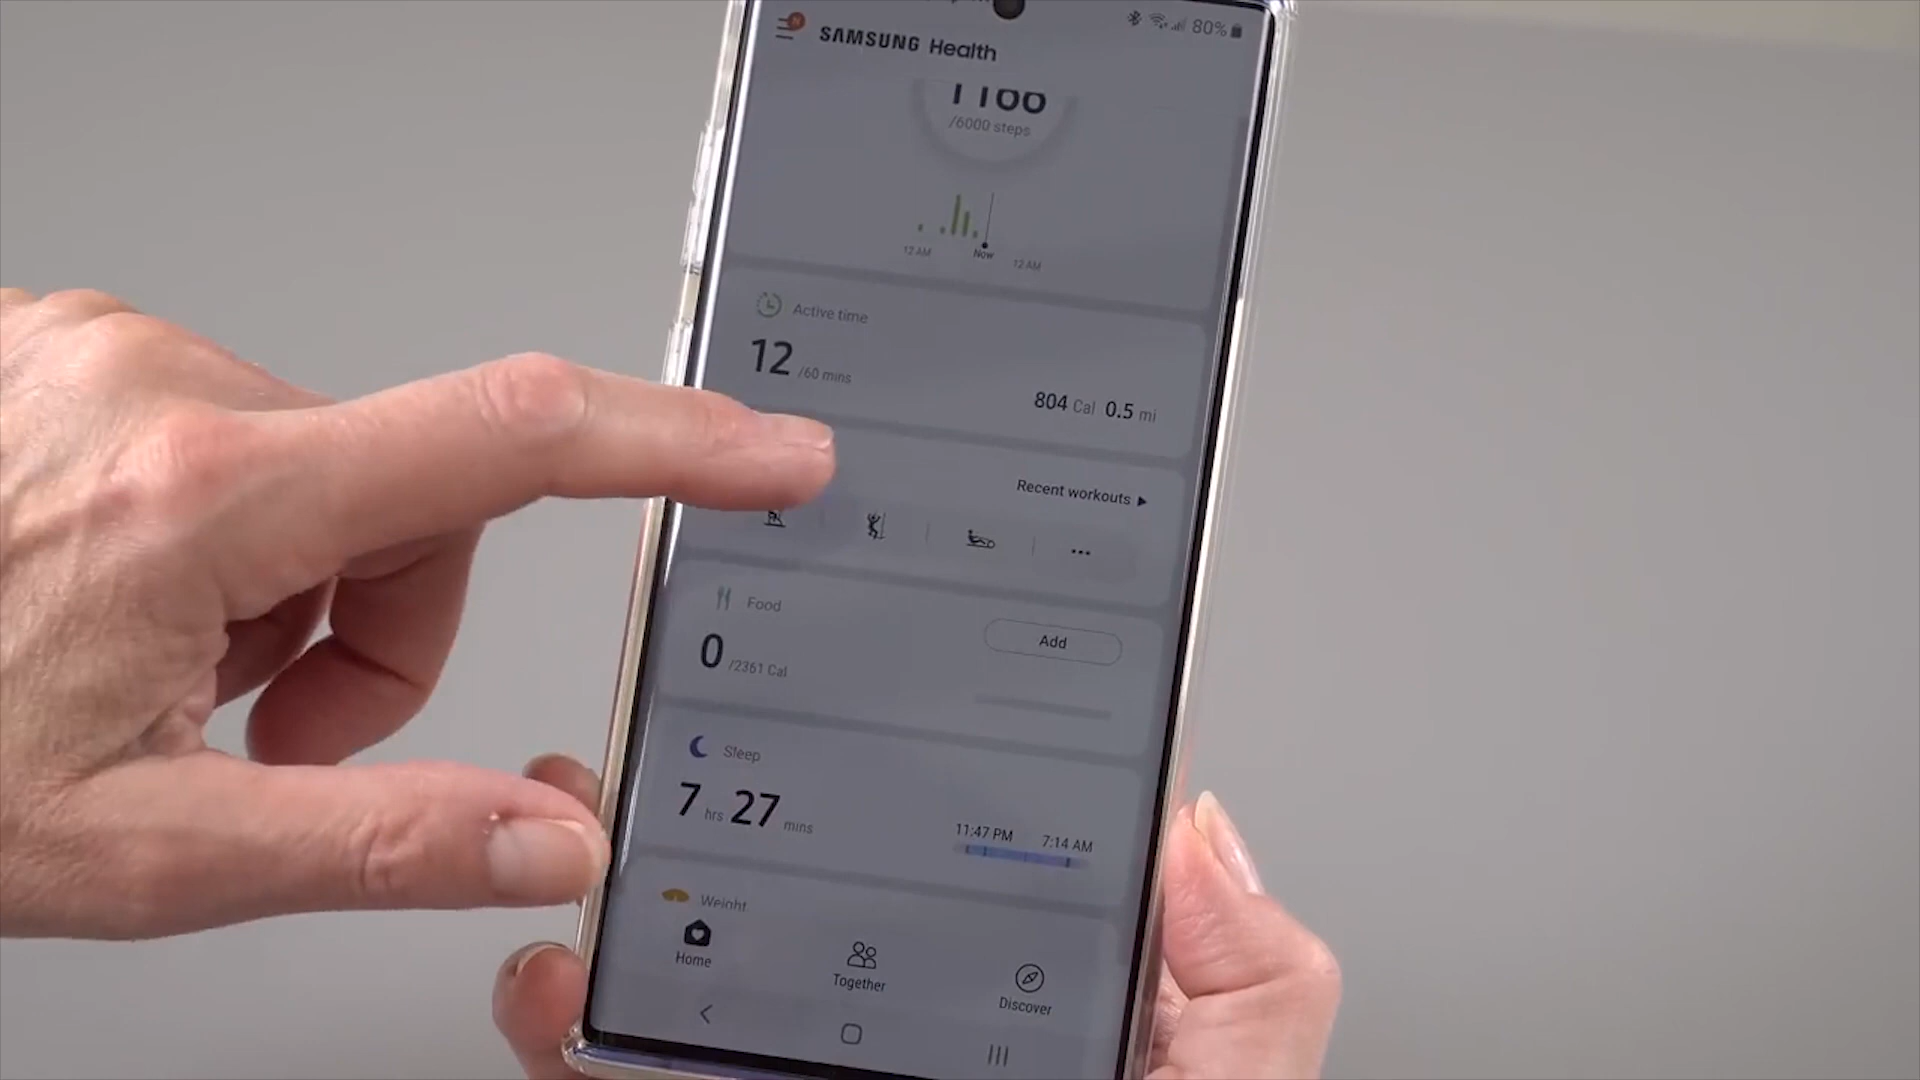 80%
N
SAMSUNG Health
/6000 steps
12 AM
Now
12 AM
Active time
12 /60 mins
804 Cal 0.5 mi
Recent workouts
Food
Add
0 /2361 Cal
Sleep
7 hrs 27 mins
11:47 PM
7:14 AM
Weight
Home
Together
Discover